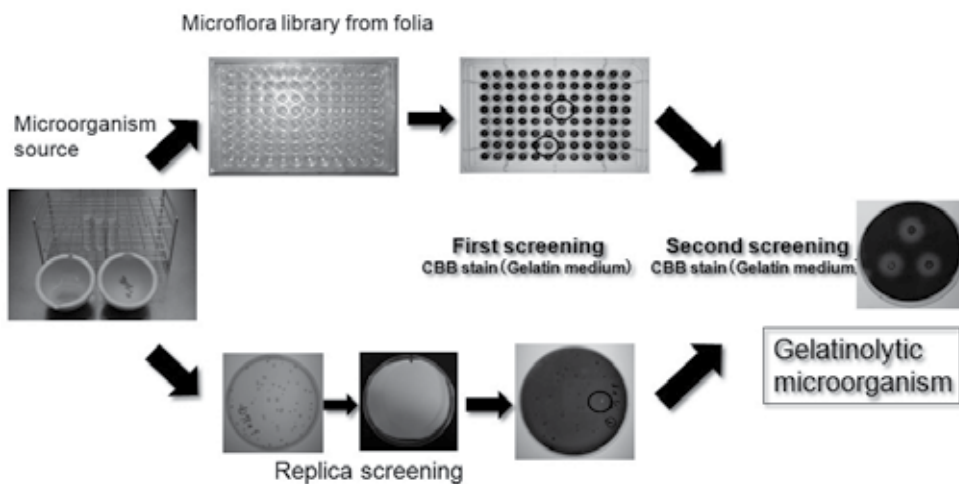 Microflora library from folia
Microorganism
source
First screening
CBB stain(Gelatin medium)
Second screening
CBB stain(Gelatin medium)
Gelatinolytic
microorganism
Replica screening